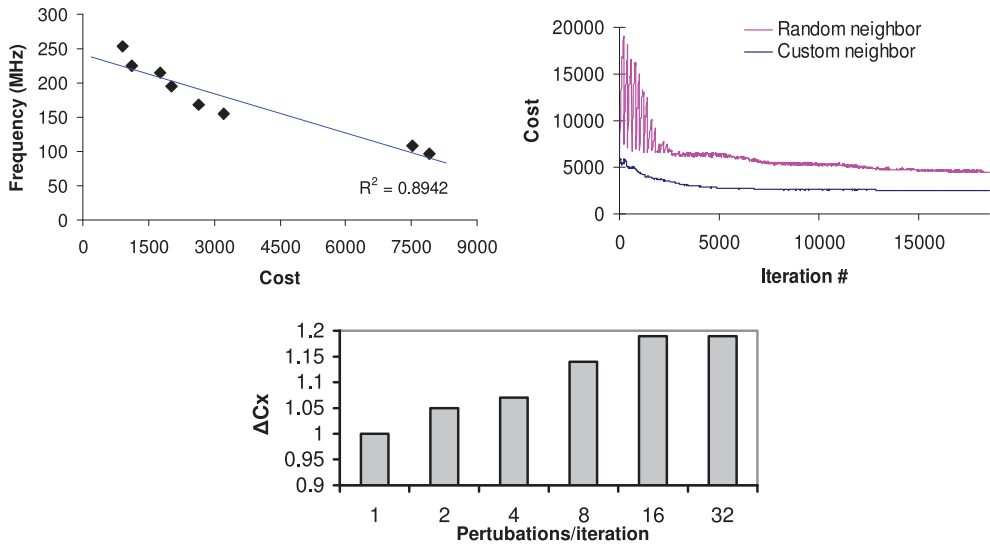 300
250
200
150
100
50
0
Frequency (MHz)
R² = 0.8942
0 1500 3000 4500 6000 7500 9000
Cost
Random neighbor
Custom neighbor
20000
15000
10000
5000
0
Cost
0 5000 10000 15000
Iteration #
1.2
1.15
1.1
1.05
1
0.95
0.9
ΔCx
1 2 4 8 16 32
Pertubations/iteration